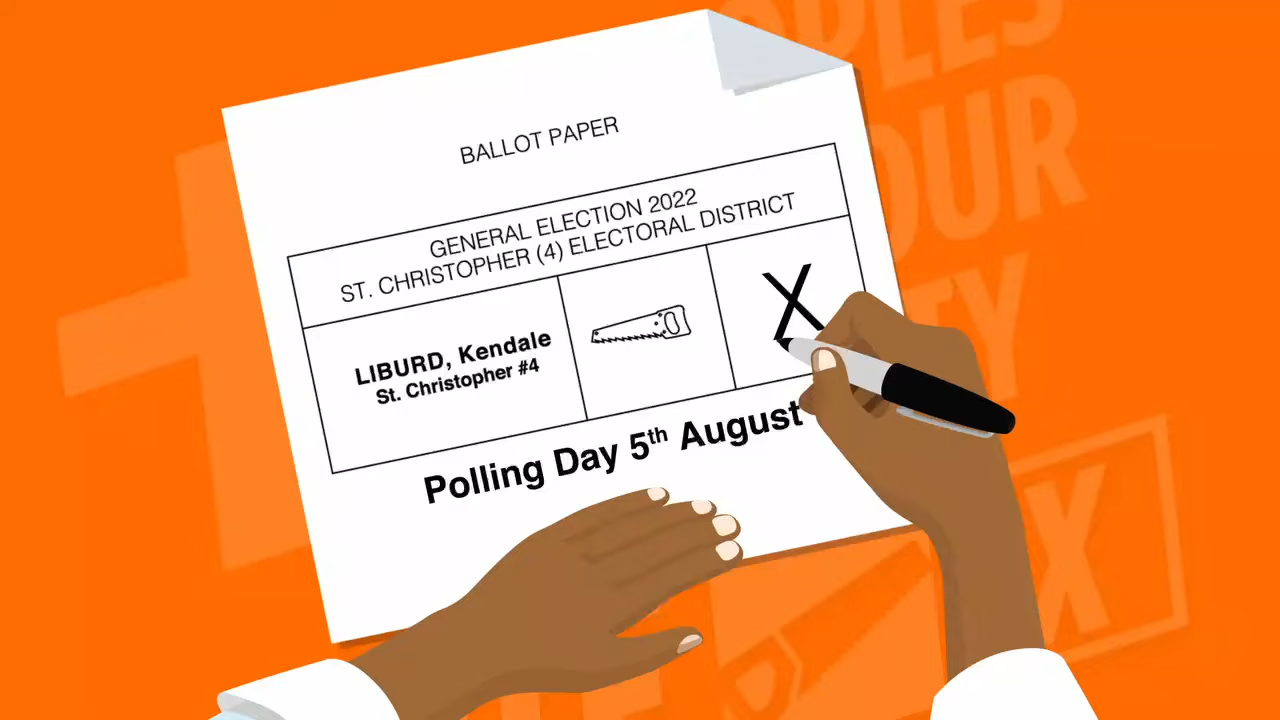 BALLOT PAPER
GENERAL ELECTION 2022
ST. CHRISTOPHER (4) ELECTORAL DISTRICT
LIBURD, Kendale
St. Christopher #4
X
Polling Day 5th August
X